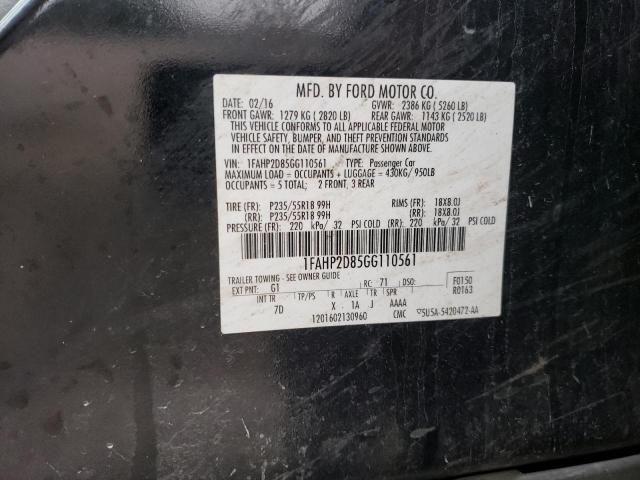 MFD. BY FORD MOTOR CO.
DATE: 02/16 GVWR: 2386 KG ( 5260 LB)
FRONT GAWR: 1279 KG ( 2820 LB) REAR GAWR: 1143 KG ( 2520 LB)
THIS VEHICLE CONFORMS TO ALL APPLICABLE FEDERAL MOTOR
VEHICLE SAFETY, BUMPER, AND THEFT PREVENTION STANDARDS
IN EFFECT ON THE DATE OF MANUFACTURE SHOWN ABOVE.
VIN: 1FAHP2D85GG110561 TYPE: Passenger Car
MAXIMUM LOAD = OCCUPANTS + LUGGAGE = 430KG/ 950LB
OCCUPANTS = 5 TOTAL; 2 FRONT, 3 REAR
TIRE (FR): P235/55R18 99H RIMS (FR): 18X8.0J
(RR): P235/55R18 99H (RR): 18X8.0J
PRESSURE (FR): 220 kPa/ 32 PSI COLD (RR): 220 kPa/ 32 PSI COLD
1FAHP2D85GG110561
TRAILER TOWING - SEE OWNER GUIDE
EXT PNT: G1 RC: 71 DSO: F0150
R0163
INT TR TP/PS R AXLE TR SPR
7D X 1A J AAAA
1201602130960 CMC 5U5A-5420472-AA